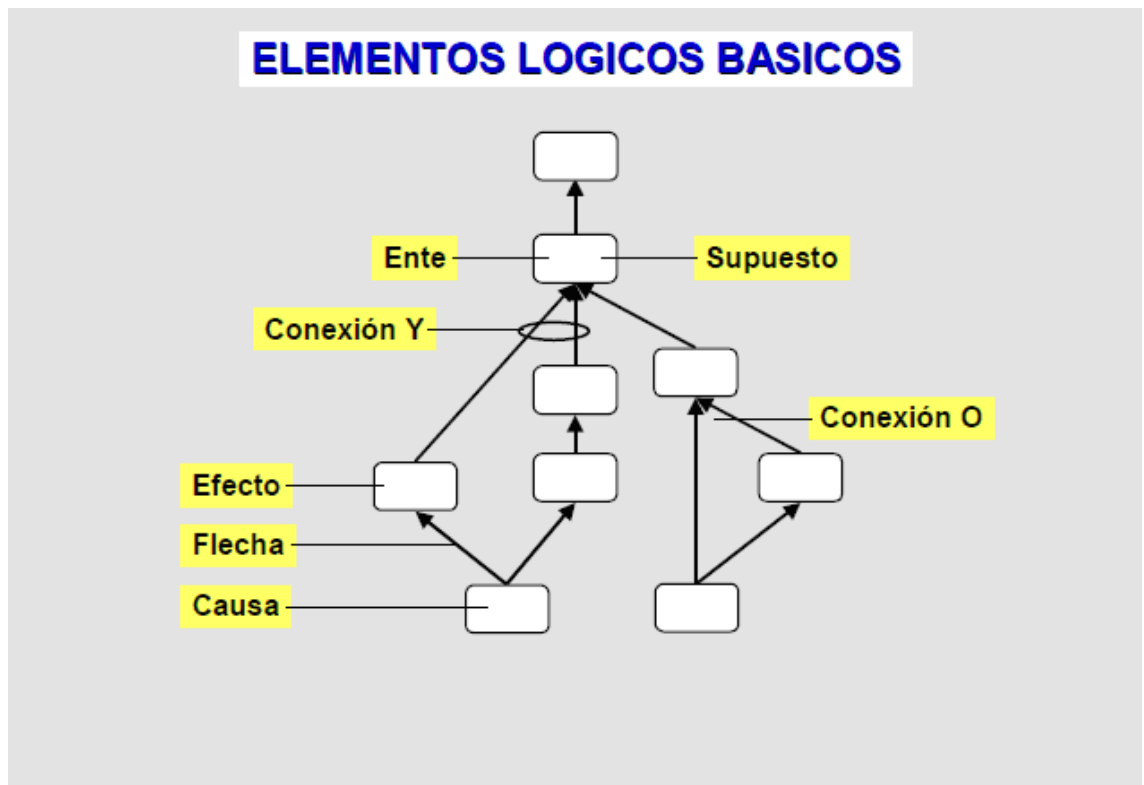 ELEMENTOS LOGICOS BASICOS
Ente
Supuesto
Conexión Y
Conexión O
Efecto
Flecha
Causa